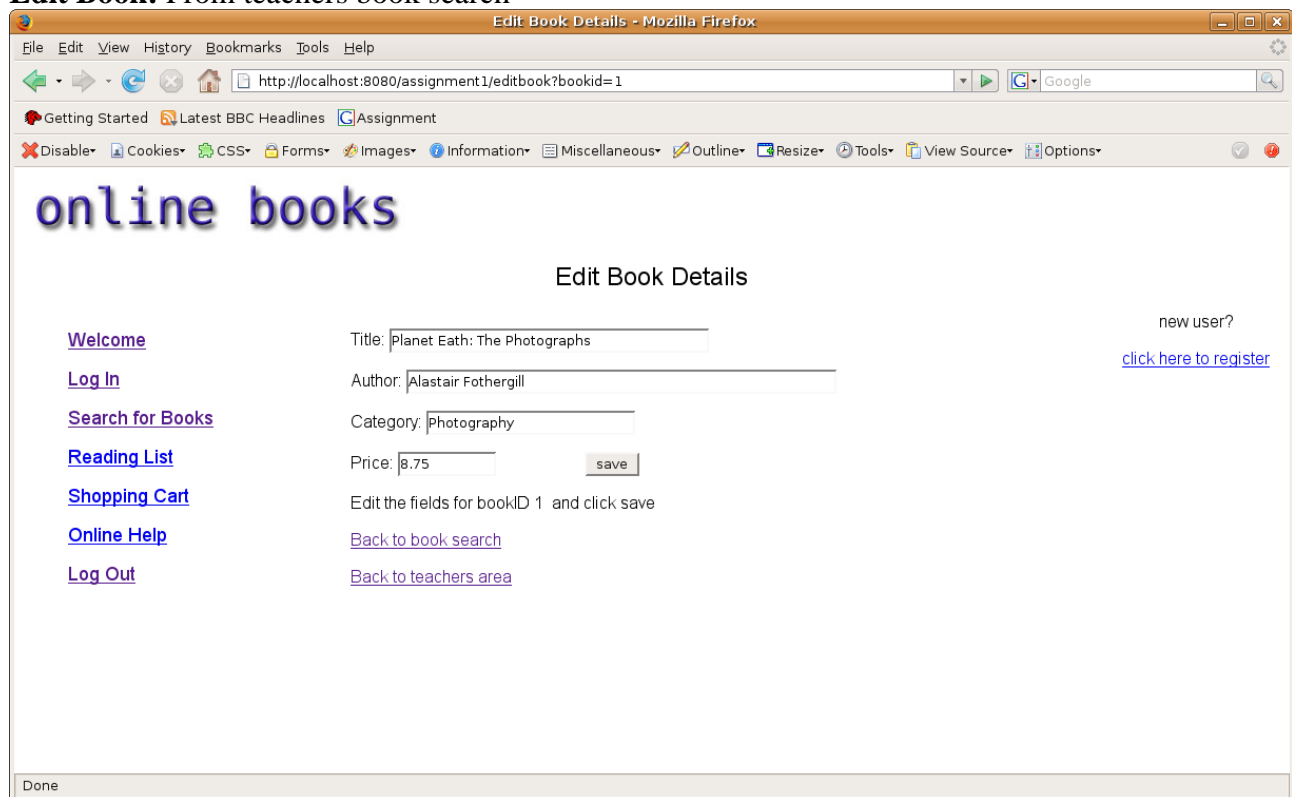 Edit Book: From teachers book search
Edit Book Details - Mozilla Firefox
File Edit View History Bookmarks Tools Help
http://localhost:8080/assignment1/editbook?bookid=1
G Google
Getting Started Latest BBC Headlines G Assignment
Disable Cookies CSS Forms Images Information Miscellaneous Outline Resize Tools View Source Options
online books
Edit Book Details
new user?
click here to register
Welcome
Log In
Search for Books
Reading List
Shopping Cart
Online Help
Log Out
Title: Planet Eath: The Photographs
Author: Alastair Fothergill
Category: Photography
Price: 8.75 save
Edit the fields for bookID 1 and click save
Back to book search
Back to teachers area
Done